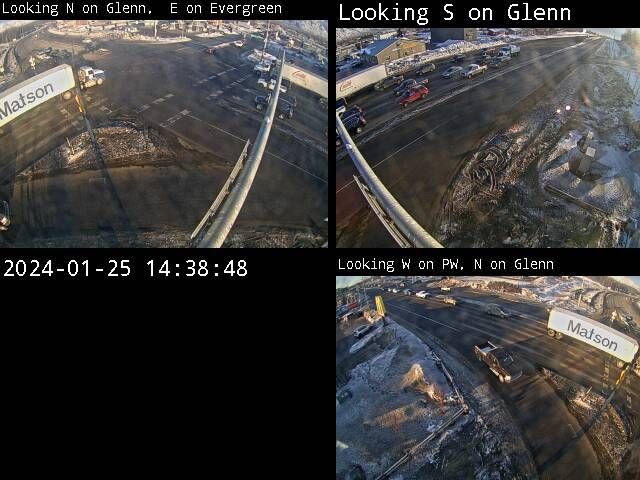 Looking N on Glenn,  E on Evergreen
Looking S on Glenn
Matson
2024-01-25 14:38:48
Looking W on PW, N on Glenn
Matson